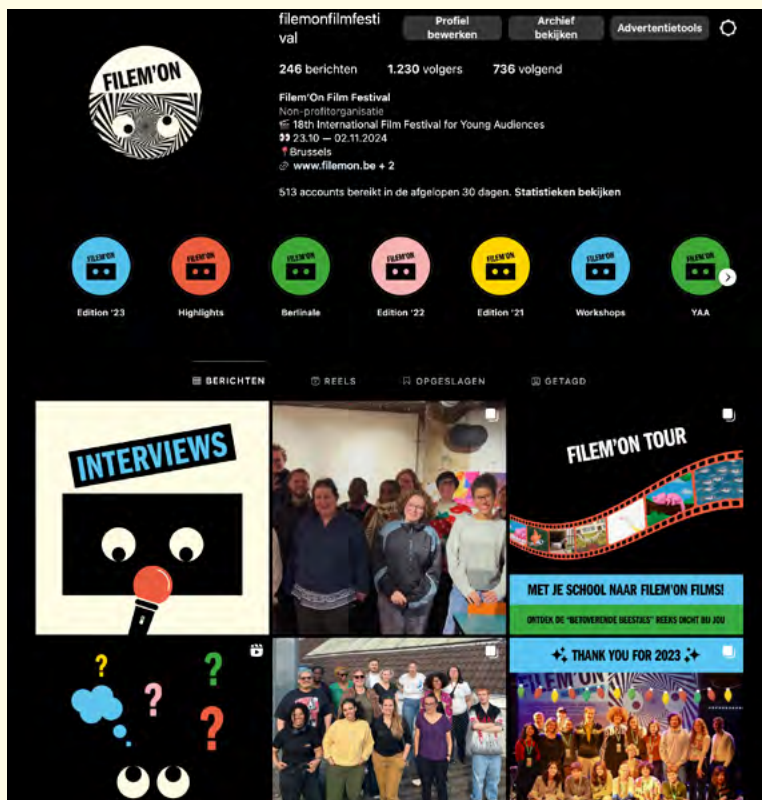 filemonfilmfesti
val
Profiel
bewerken
Archief
bekijken
Advertentietools
246 berichten 1.230 volgers 736 volgend
Filem'On Film Festival
Non-profitorganisatie
18th International Film Festival for Young Audiences
23.10 — 02.11.2024
Brussels
www.filemon.be + 2
513 accounts bereikt in de afgelopen 30 dagen. Statistieken bekijken
FILEM'ON
FILEM'ON
FILEM'ON
FILEM'ON
FILEM'ON
FILEM'ON
FILEM'ON
FILEM'ON
Edition '23
Highlights
Berlinale
Edition '22
Edition '21
Workshops
YAA
BERICHTEN
REELS
OPGESLAGEN
GETAGD
INTERVIEWS
FILEM'ON TOUR
MET JE SCHOOL NAAR FILEM'ON FILMS!
ONTDEK DE "BETOVERENDE BEESTJES" REEKS DICHT BIJ JOU
? ? ? ?
THANK YOU FOR 2023
FILEM'ON